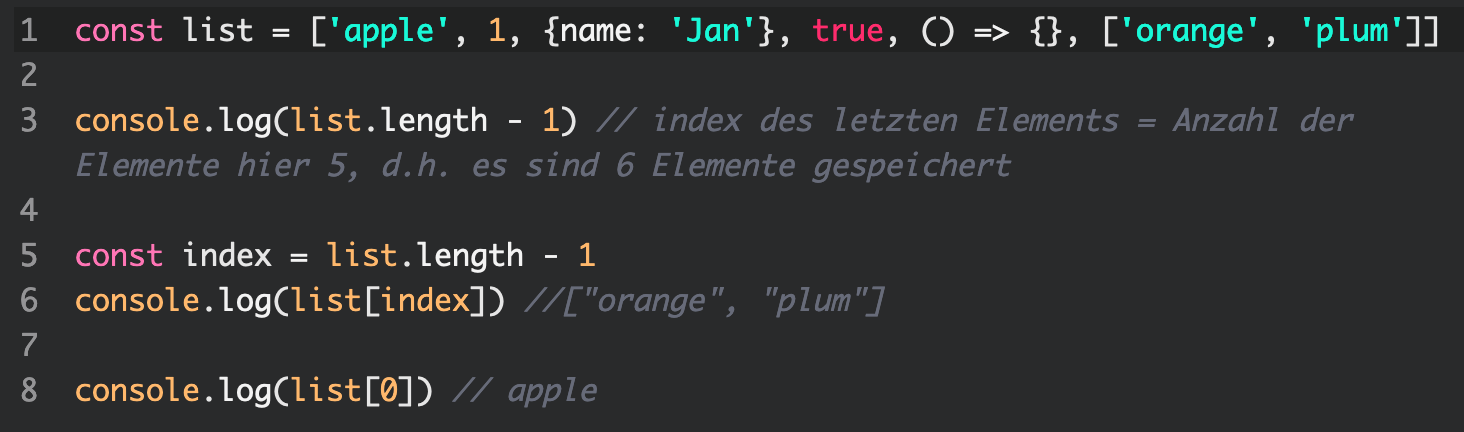 1 const list = ['apple', 1, {name: 'Jan'}, true, () => {}, ['orange', 'plum']]
2
3 console.log(list.length - 1) // index des letzten Elements = Anzahl der
Elemente hier 5, d.h. es sind 6 Elemente gespeichert
4
5 const index = list.length - 1
6 console.log(list[index]) //["orange", "plum"]
7
8 console.log(list[0]) // apple